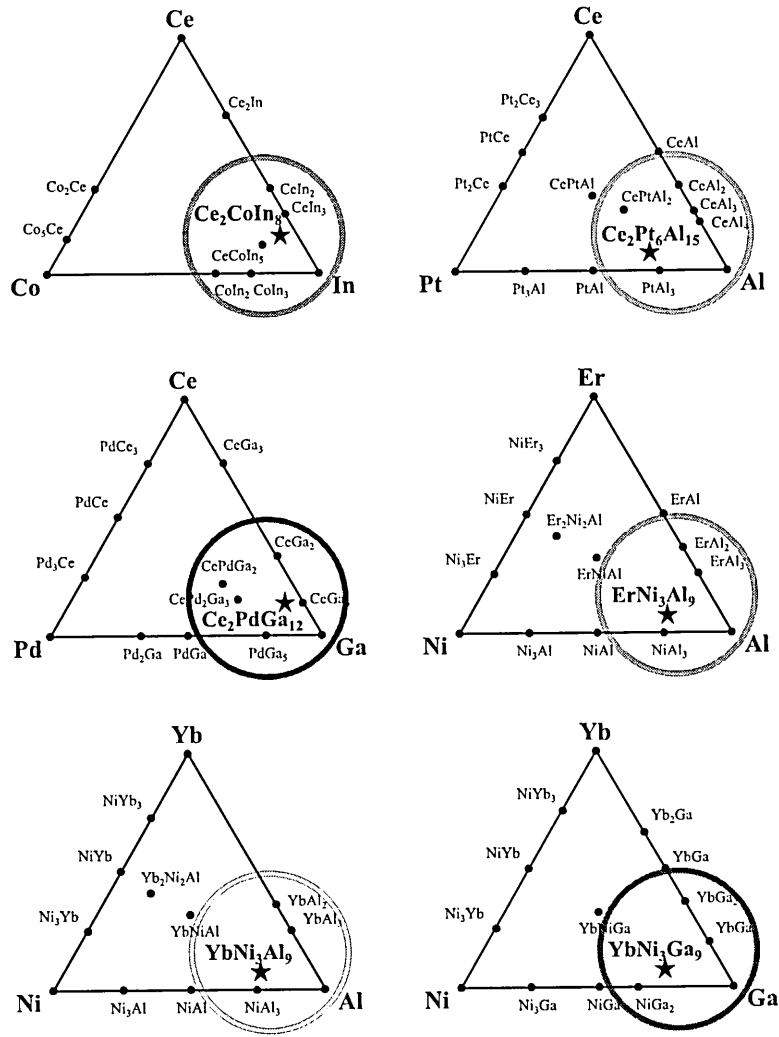 Ce
Ce₂In
Co₂Ce
CeIn₂
CeIn₃
Ce₂CoIn₈
Co₅Ce
CeCoIn₅
CoIn₂ CoIn₃
Co
In
Ce
Pt₂Ce₃
PtCe
CeAl
Pt₂Ce
CePtAl
CeAl₂
CePtAl₂
CeAl₃
CeAl₄
Ce₂Pt₆Al₁₅
Pt
Al
Pt₃Al
PtAl
PtAl₃
Ce
PdCe₃
CeGa₃
PdCe
CeGa₂
Pd₃Ce
CePdGa₂
CePd₂Ga₃
CeGa
Ce₂PdGa₁₂
Pd
Ga
Pd₂Ga
PdGa
PdGa₅
Er
NiEr₃
NiEr
ErAl
Er₂Ni₂Al
ErAl₂
Ni₃Er
ErNiAl
ErAl₃
ErNi₃Al₉
Ni
Al
Ni₃Al
NiAl
NiAl₃
Yb
NiYb₃
NiYb
Yb₂Ni₂Al
YbAl₂
Ni₃Yb
YbNiAl
YbAl₃
YbNi₃Al₉
Ni
Al
Ni₃Al
NiAl
NiAl₃
Yb
NiYb₃
Yb₂Ga
NiYb
YbGa
YbGa₂
Ni₃Yb
YbNiGa
YbGa
YbNi₃Ga₉
Ni
Ga
Ni₃Ga
NiGa
NiGa₂